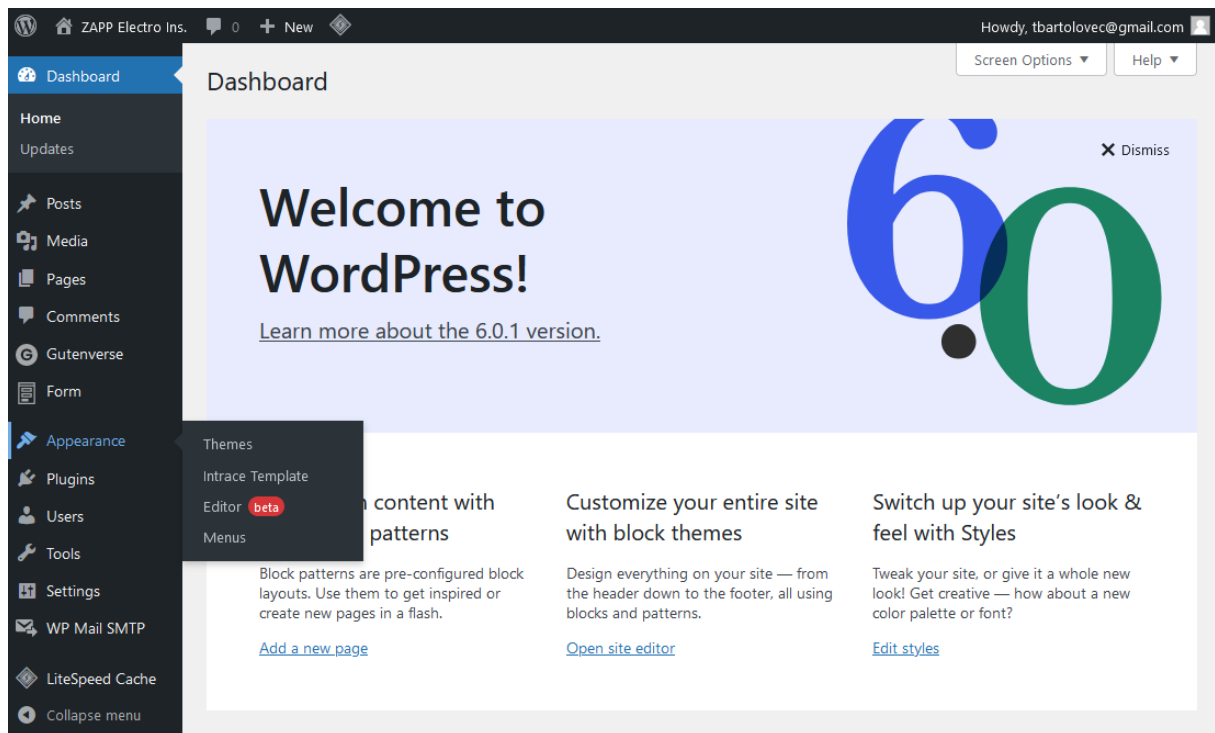 ZAPP Electro Ins. 0 New Howdy, tbartolovec@gmail.com
Screen Options ▼ Help ▼
Dashboard
Home
Updates
Posts
Media
Pages
Comments
Gutenverse
Form
Appearance
Plugins
Users
Tools
Settings
WP Mail SMTP
LiteSpeed Cache
Collapse menu
Themes
Intrace Template
Editor beta
Menus
Dashboard
6.0
Dismiss
Welcome to
WordPress!
Learn more about the 6.0.1 version.
content with
patterns
Block patterns are pre-configured block
layouts. Use them to get inspired or
create new pages in a flash.
Add a new page
Customize your entire site
with block themes
Design everything on your site — from
the header down to the footer, all using
blocks and patterns.
Open site editor
Switch up your site’s look &
feel with Styles
Tweak your site, or give it a whole new
look! Get creative — how about a new
color palette or font?
Edit styles